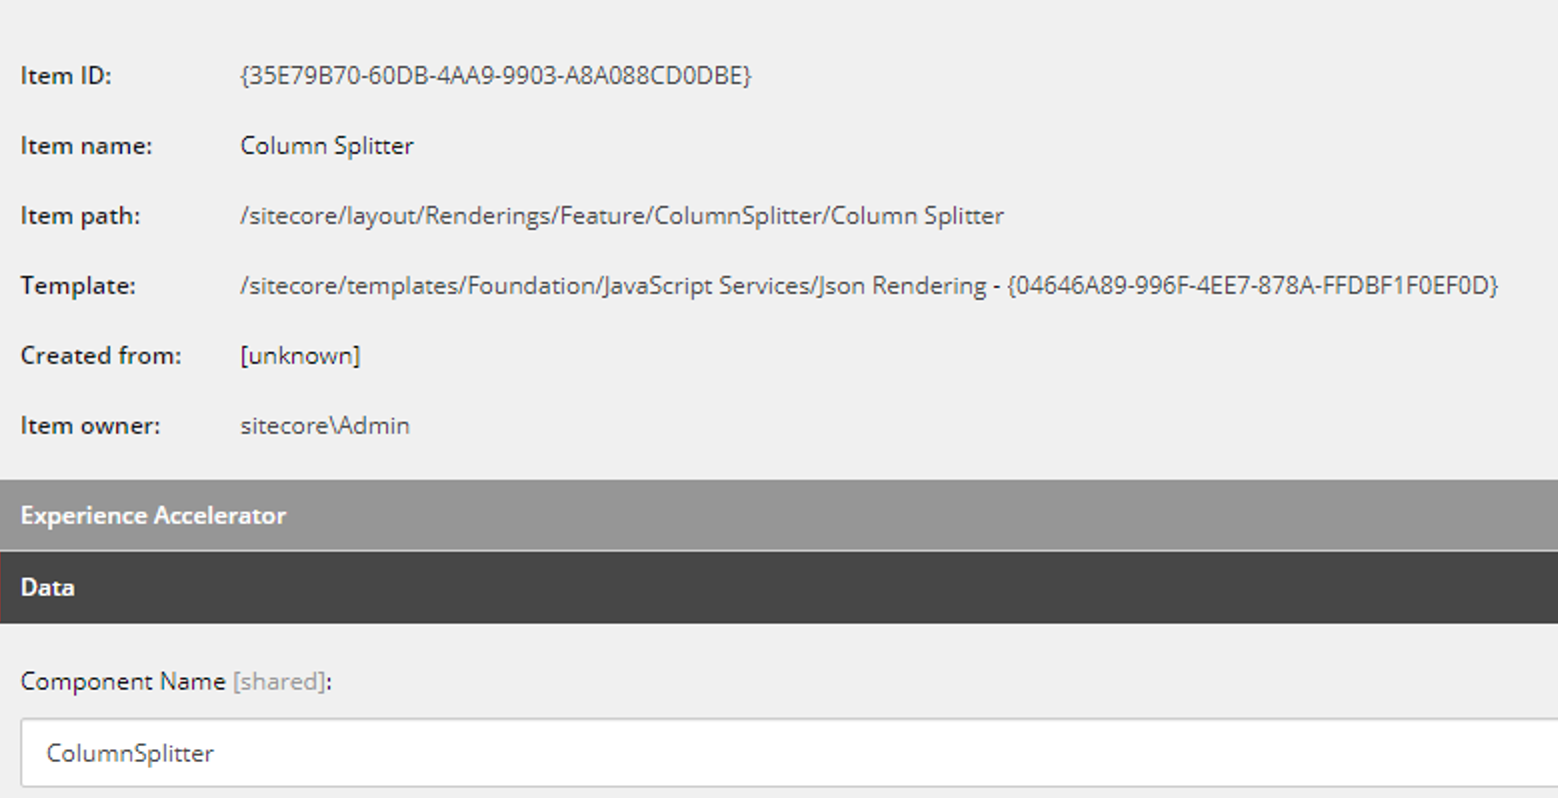 Item ID: {35E79B70-60DB-4AA9-9903-A8A088CD0DBE}
Item name: Column Splitter
Item path: /sitecore/layout/Renderings/Feature/ColumnSplitter/Column Splitter
Template: /sitecore/templates/Foundation/JavaScript Services/Json Rendering - {04646A89-996F-4EE7-878A-FFDBF1F0EF0D}
Created from: [unknown]
Item owner: sitecore\Admin
Experience Accelerator
Data
Component Name [shared]:
ColumnSplitter